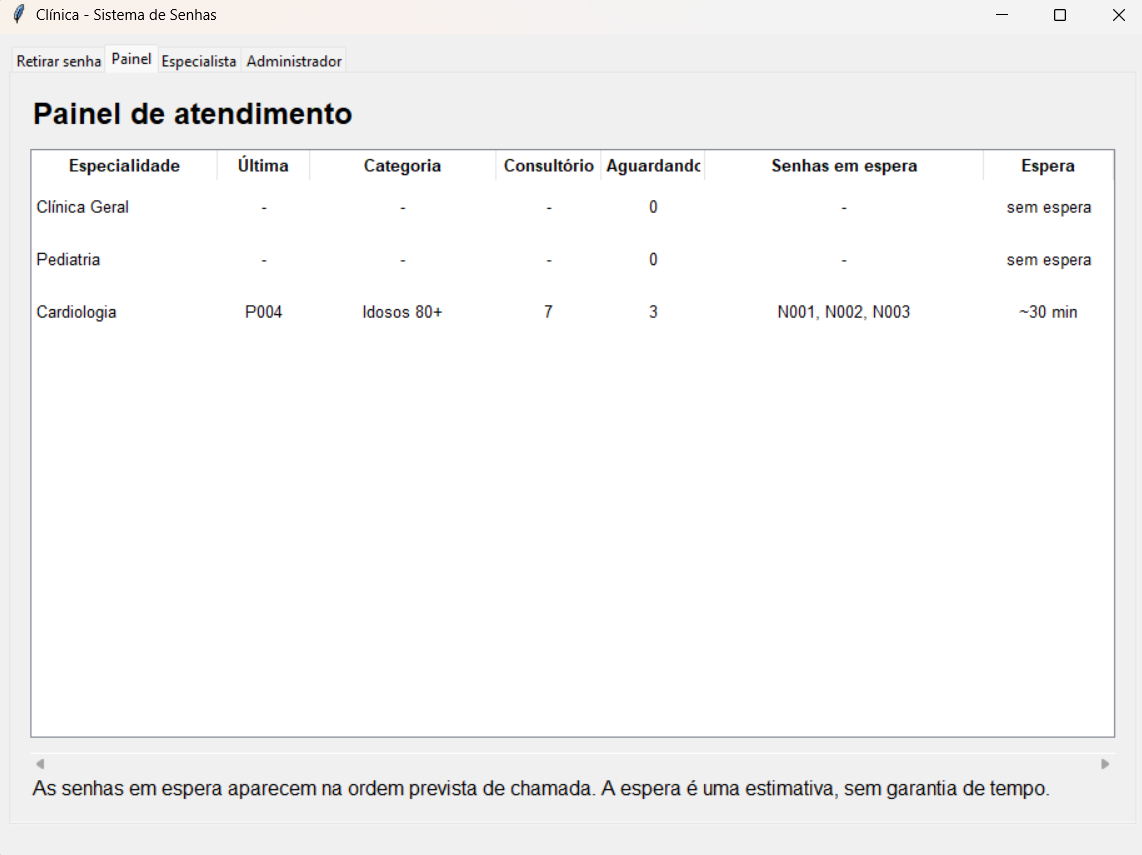 Clínica - Sistema de Senhas
Retirar senha Painel Especialista Administrador
Painel de atendimento
Especialidade Última Categoria Consultório Aguardando Senhas em espera Espera
Clínica Geral - - - 0 - sem espera
Pediatria - - - 0 - sem espera
Cardiologia P004 Idosos 80+ 7 3 N001, N002, N003 ~30 min
As senhas em espera aparecem na ordem prevista de chamada. A espera é uma estimativa, sem garantia de tempo.